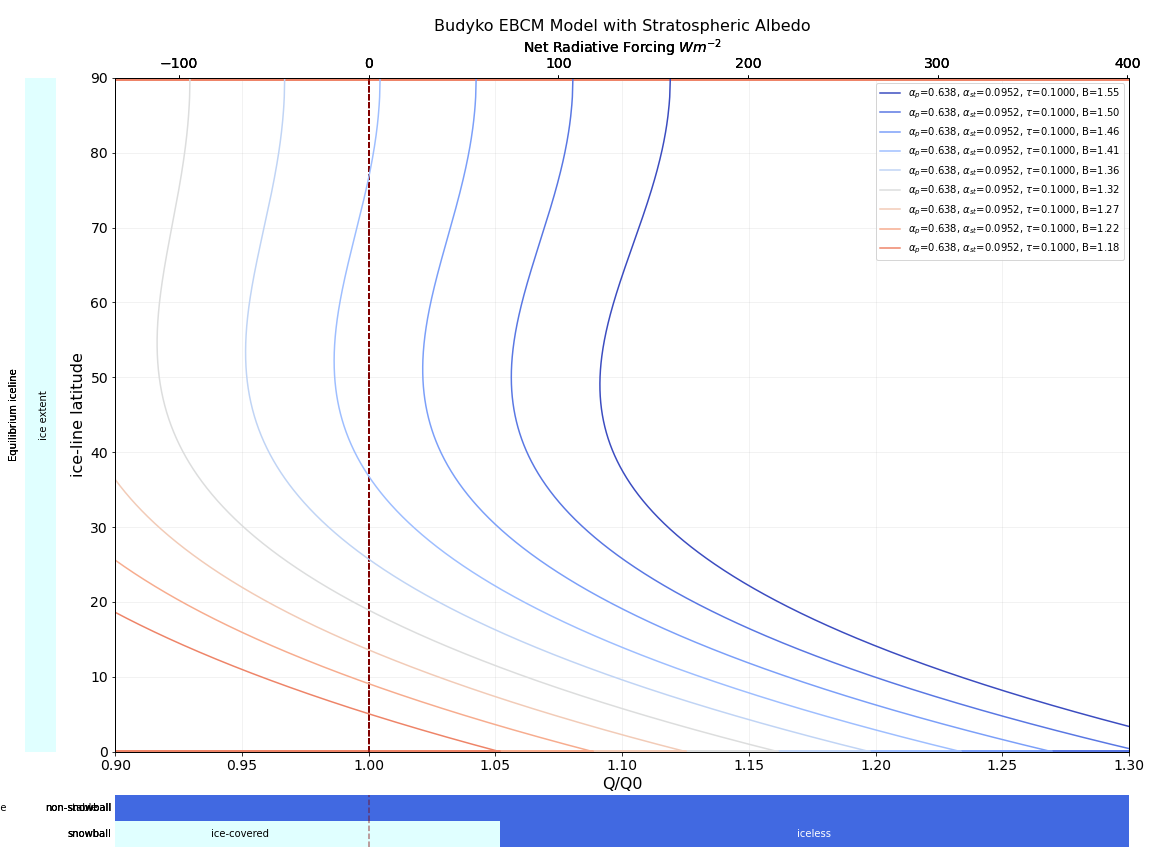 Budyko EBCM Model with Stratospheric Albedo
Net Radiative Forcing Wm⁻²
−100 0 100 200 300 400
90
80
70
60
50
40
30
20
10
0
ice-line latitude
ice extent
Equilibrium iceline
αp=0.638, αst=0.0952, τ=0.1000, B=1.55
αp=0.638, αst=0.0952, τ=0.1000, B=1.50
αp=0.638, αst=0.0952, τ=0.1000, B=1.46
αp=0.638, αst=0.0952, τ=0.1000, B=1.41
αp=0.638, αst=0.0952, τ=0.1000, B=1.36
αp=0.638, αst=0.0952, τ=0.1000, B=1.32
αp=0.638, αst=0.0952, τ=0.1000, B=1.27
αp=0.638, αst=0.0952, τ=0.1000, B=1.22
αp=0.638, αst=0.0952, τ=0.1000, B=1.18
0.90 0.95 1.00 1.05 1.10 1.15 1.20 1.25 1.30
Q/Q0
e non-snowball
snowball ice-covered iceless